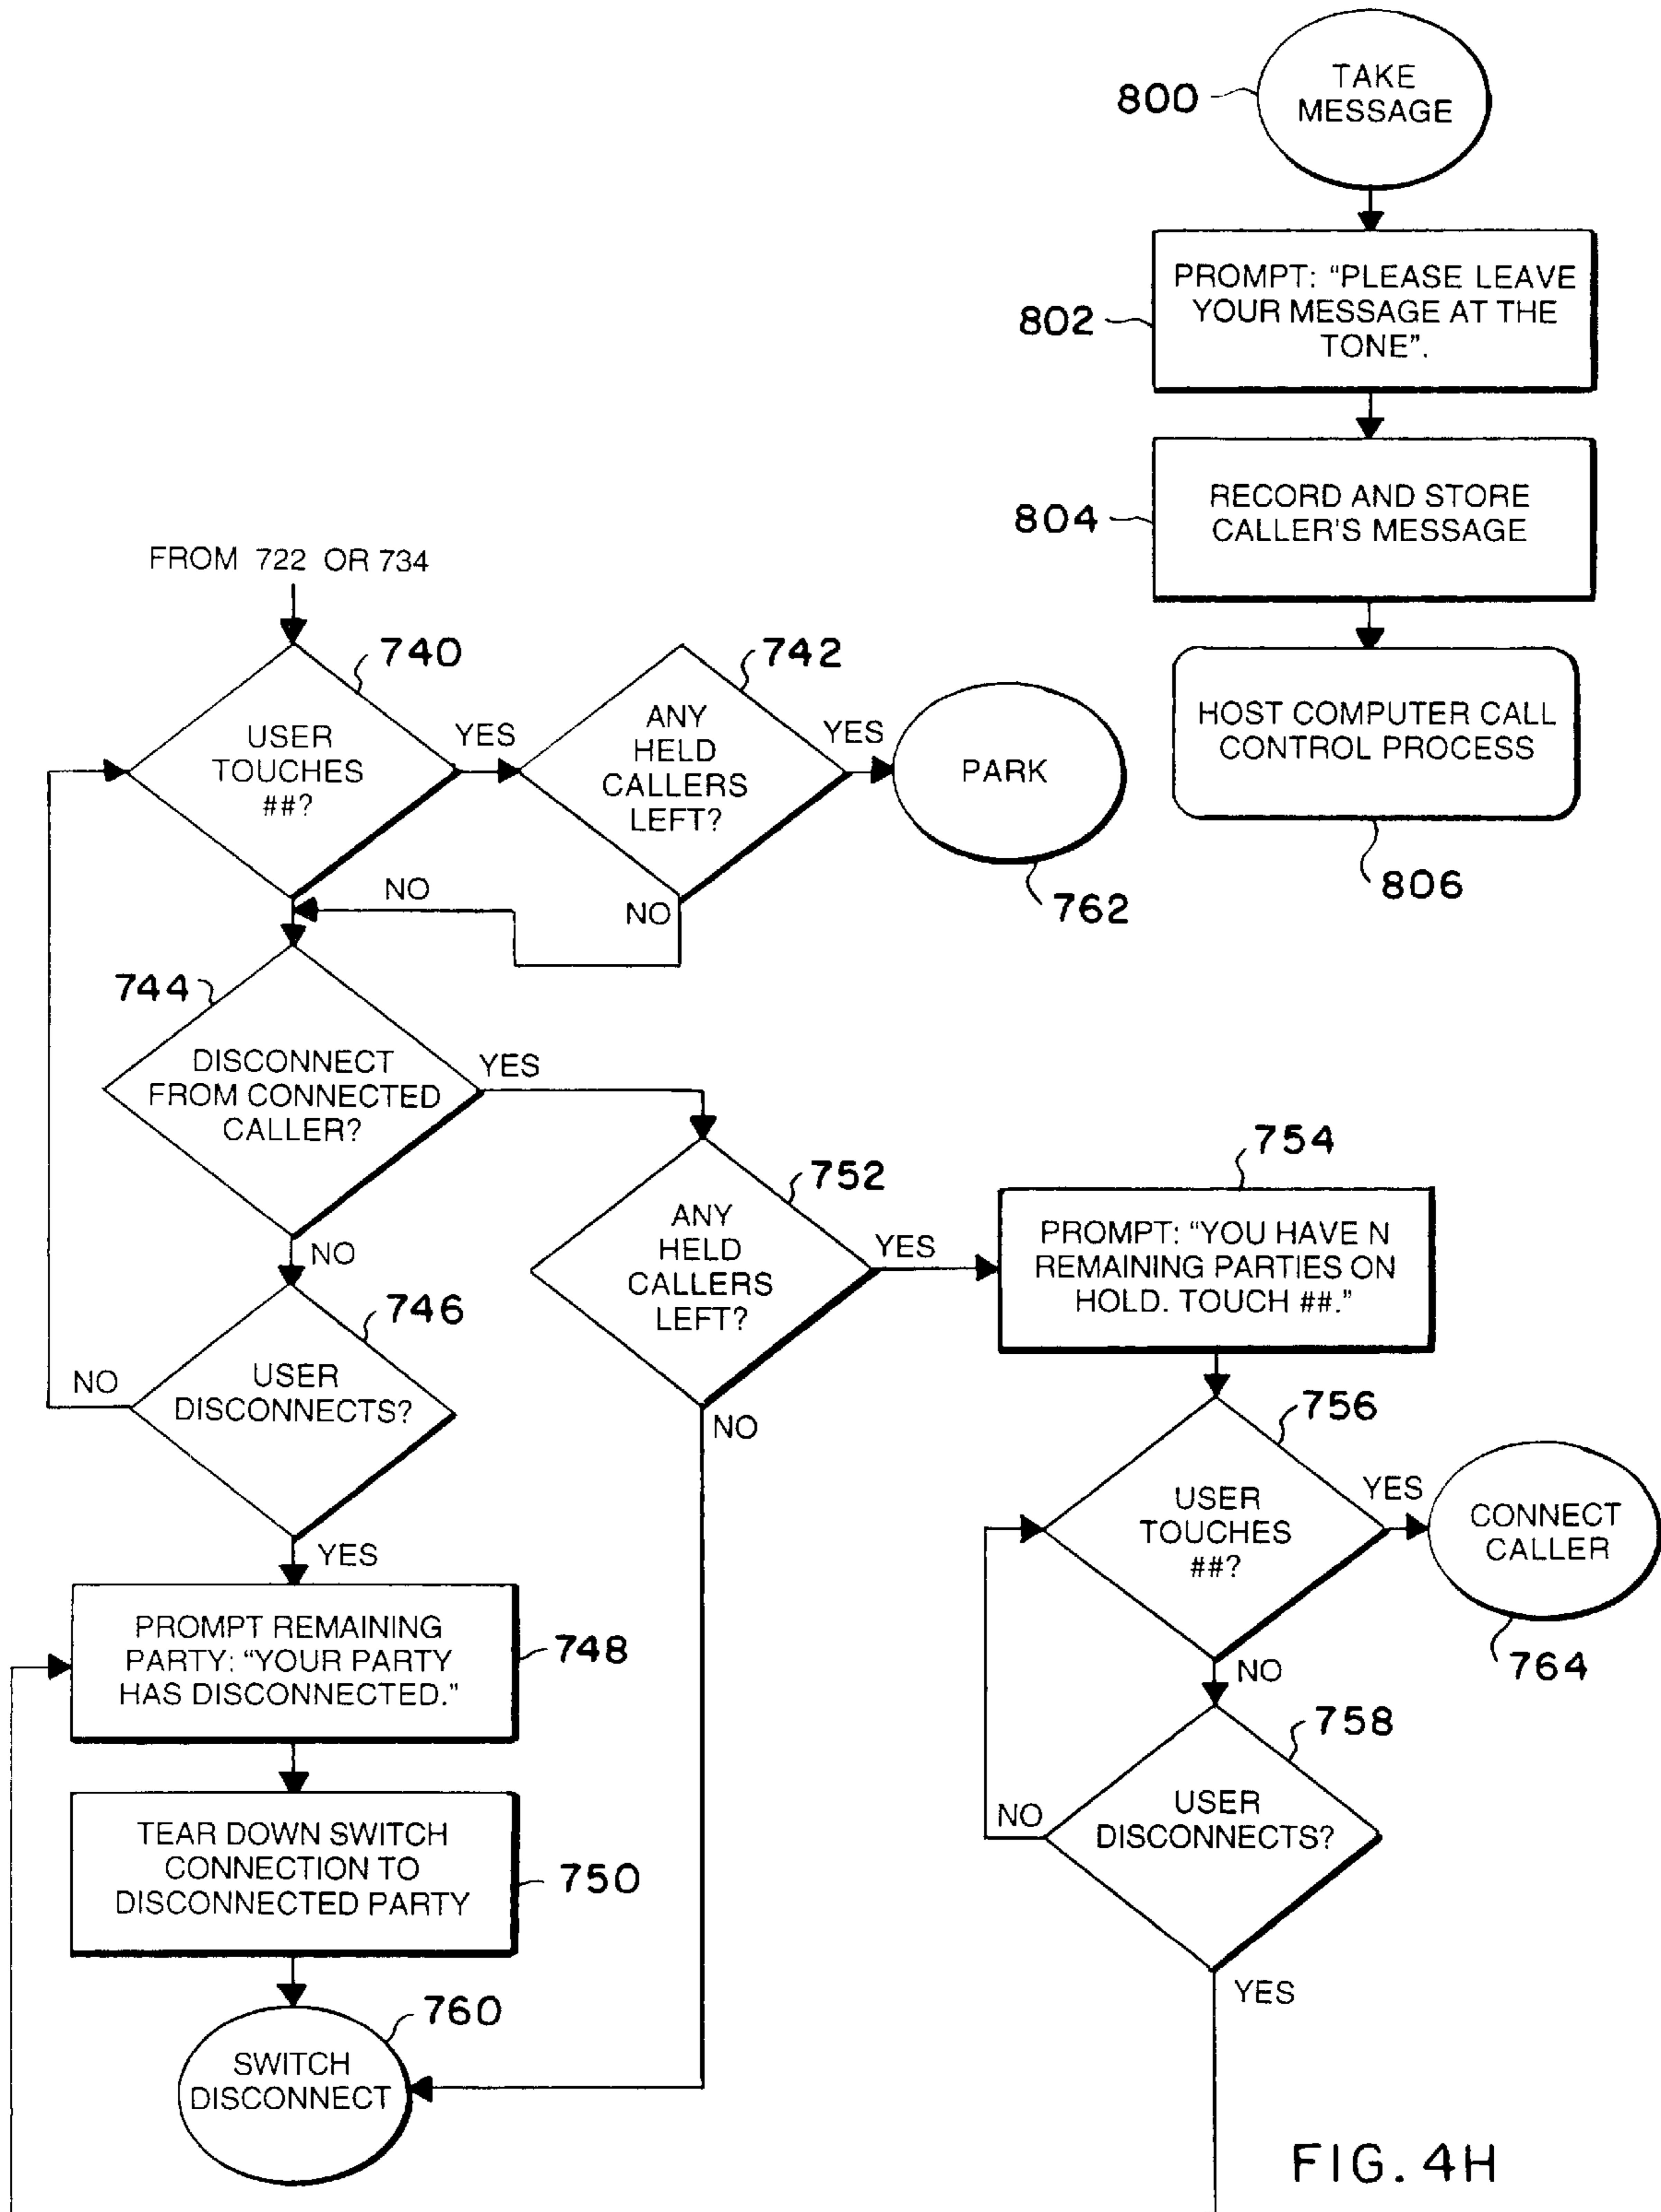 800
TAKE
MESSAGE
802
PROMPT: “PLEASE LEAVE
YOUR MESSAGE AT THE
TONE”.
804
RECORD AND STORE
CALLER'S MESSAGE
HOST COMPUTER CALL
CONTROL PROCESS
806
FROM 722 OR 734
740
USER
TOUCHES
##?
YES
742
ANY
HELD
CALLERS
LEFT?
YES
PARK
762
NO
NO
744
DISCONNECT
FROM CONNECTED
CALLER?
YES
NO
746
USER
DISCONNECTS?
NO
YES
PROMPT REMAINING
PARTY: “YOUR PARTY
HAS DISCONNECTED.”
748
TEAR DOWN SWITCH
CONNECTION TO
DISCONNECTED PARTY
750
760
SWITCH
DISCONNECT
752
ANY
HELD
CALLERS
LEFT?
YES
NO
754
PROMPT: “YOU HAVE N
REMAINING PARTIES ON
HOLD. TOUCH ##.”
756
USER
TOUCHES
##?
YES
CONNECT
CALLER
764
NO
758
USER
DISCONNECTS?
NO
YES
FIG. 4H